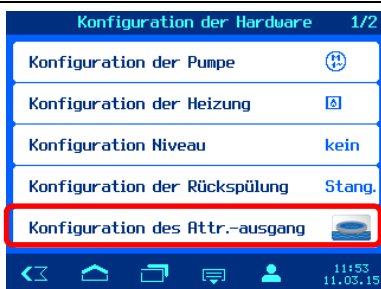 Konfiguration der Hardware 1/2
Konfiguration der Pumpe
Konfiguration der Heizung
Konfiguration Niveau kein
Konfiguration der Rückspülung Stang.
Konfiguration des Attr.-ausgang
11:53
11.03.15